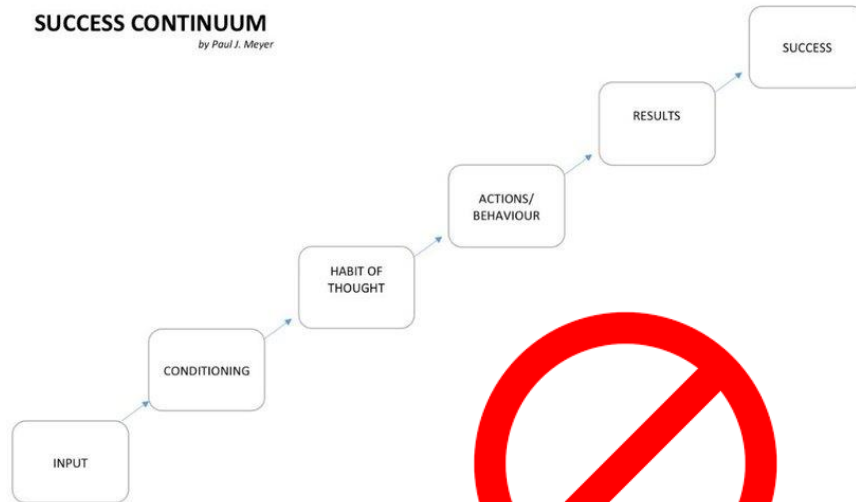 SUCCESS CONTINUUM
by Paul J. Meyer
SUCCESS
RESULTS
ACTIONS/
BEHAVIOUR
HABIT OF
THOUGHT
CONDITIONING
INPUT